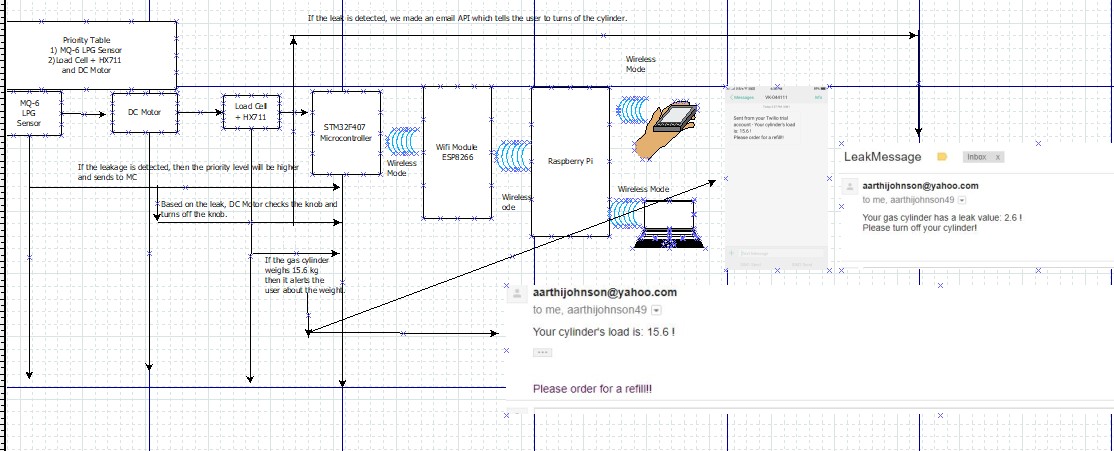 If the leak is detected, we made an email API which tells the user to turns of the cylinder.
Priority Table
1) MQ-6 LPG Sensor
2)Load Cell + HX711
and DC Motor
MQ-6
LPG
Sensor
DC Motor
Load Cell
+ HX711
STM32F407
Microcontroller
Wireless
Mode
WiFi Module
ESP8266
Wireless
ode
Raspberry Pi
Wireless
Mode
Wireless Mode
If the leakage is detected, then the priority level will be higher
and sends to MC
Based on the leak, DC Motor checks the knob and
turns off the knob.
If the gas cylinder
weighs 15.6 kg
then it alerts the
user about the weight.
Messages
Sent from your Twilio trial
account - Your cylinder's load
is: 15.6 !
Please order for a refill!
LeakMessage
Inbox x
aarthijohnson@yahoo.com
to me, aarthijohnson49
Your gas cylinder has a leak value: 2.6 !
Please turn off your cylinder!
aarthijohnson@yahoo.com
to me, aarthijohnson49
Your cylinder's load is: 15.6 !
Please order for a refill!!